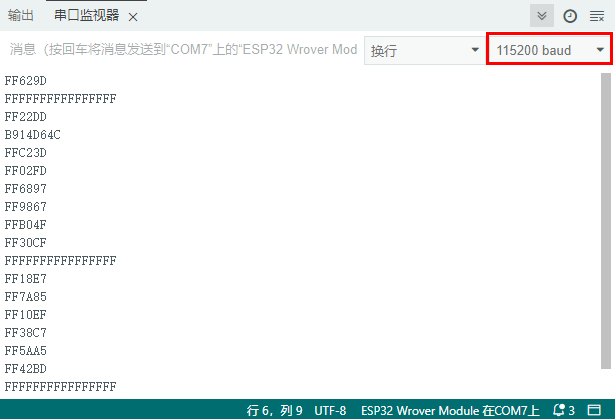 输出 串口监视器
消息（按回车将消息发送到“COM7”上的“ESP32 Wrover Mod 换行 115200 baud
FF629D
FFFFFFFFFFFFFFFF
FF22DD
B914D64C
FFC23D
FF02FD
FF6897
FF9867
FFB04F
FF30CF
FFFFFFFFFFFFFFFF
FF18E7
FF7A85
FF10EF
FF38C7
FF5AA5
FF42BD
FFFFFFFFFFFFFFFF
行 6，列 9 UTF-8 ESP32 Wrover Module 在COM7上 3